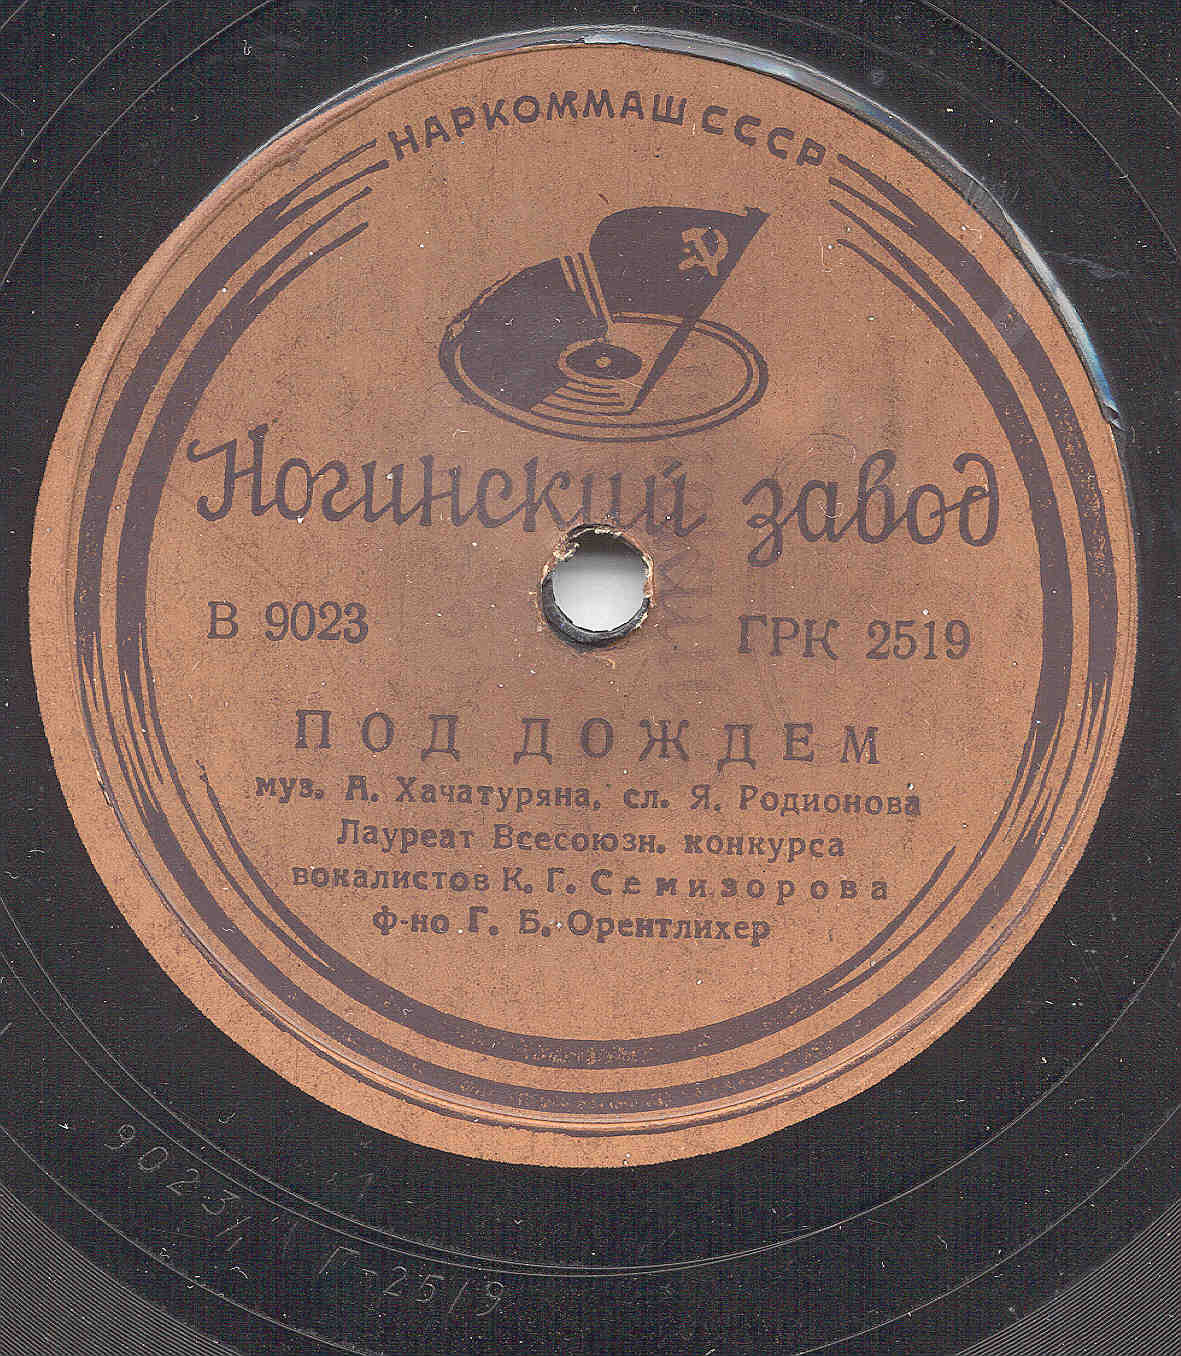 НАРКОММАШ СССР
Ногинский завод
В 9023 ГРК 2519
ПОД ДОЖДЕМ
муз. А. Хачатуряна, сл. Я. Родионова
Лауреат Всесоюзн. конкурса
вокалистов К. Г. Семизорова
ф-но Г. Б. Орентлихер
9023/1 Г-2519